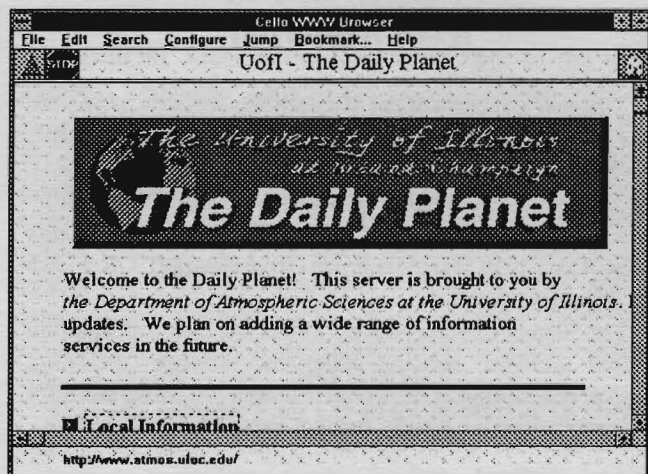 Cello WWW Browser
File Edit Search Configure Jump Bookmark... Help
STOP
UofI - The Daily Planet
The University of Illinois
at Urbana-Champaign
The Daily Planet
Welcome to the Daily Planet! This server is brought to you by
the Department of Atmospheric Sciences at the University of Illinois.
updates. We plan on adding a wide range of information
services in the future.
Local Information
http://www.atmos.uiuc.edu/